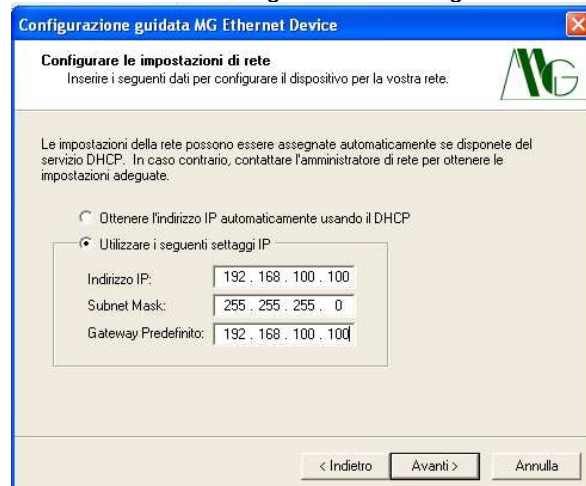 Configurazione guidata MG Ethernet Device
Configurare le impostazioni di rete
Inserire i seguenti dati per configurare il dispositivo per la vostra rete.
MG
Le impostazioni della rete possono essere assegnate automaticamente se disponete del
servizio DHCP. In caso contrario, contattare l'amministratore di rete per ottenere le
impostazioni adeguate.
Ottenere l'indirizzo IP automaticamente usando il DHCP
Utilizzare i seguenti settaggi IP
Indirizzo IP: 192 . 168 . 100 . 100
Subnet Mask: 255 . 255 . 255 . 0
Gateway Predefinito: 192 . 168 . 100 . 100
< Indietro Avanti > Annulla